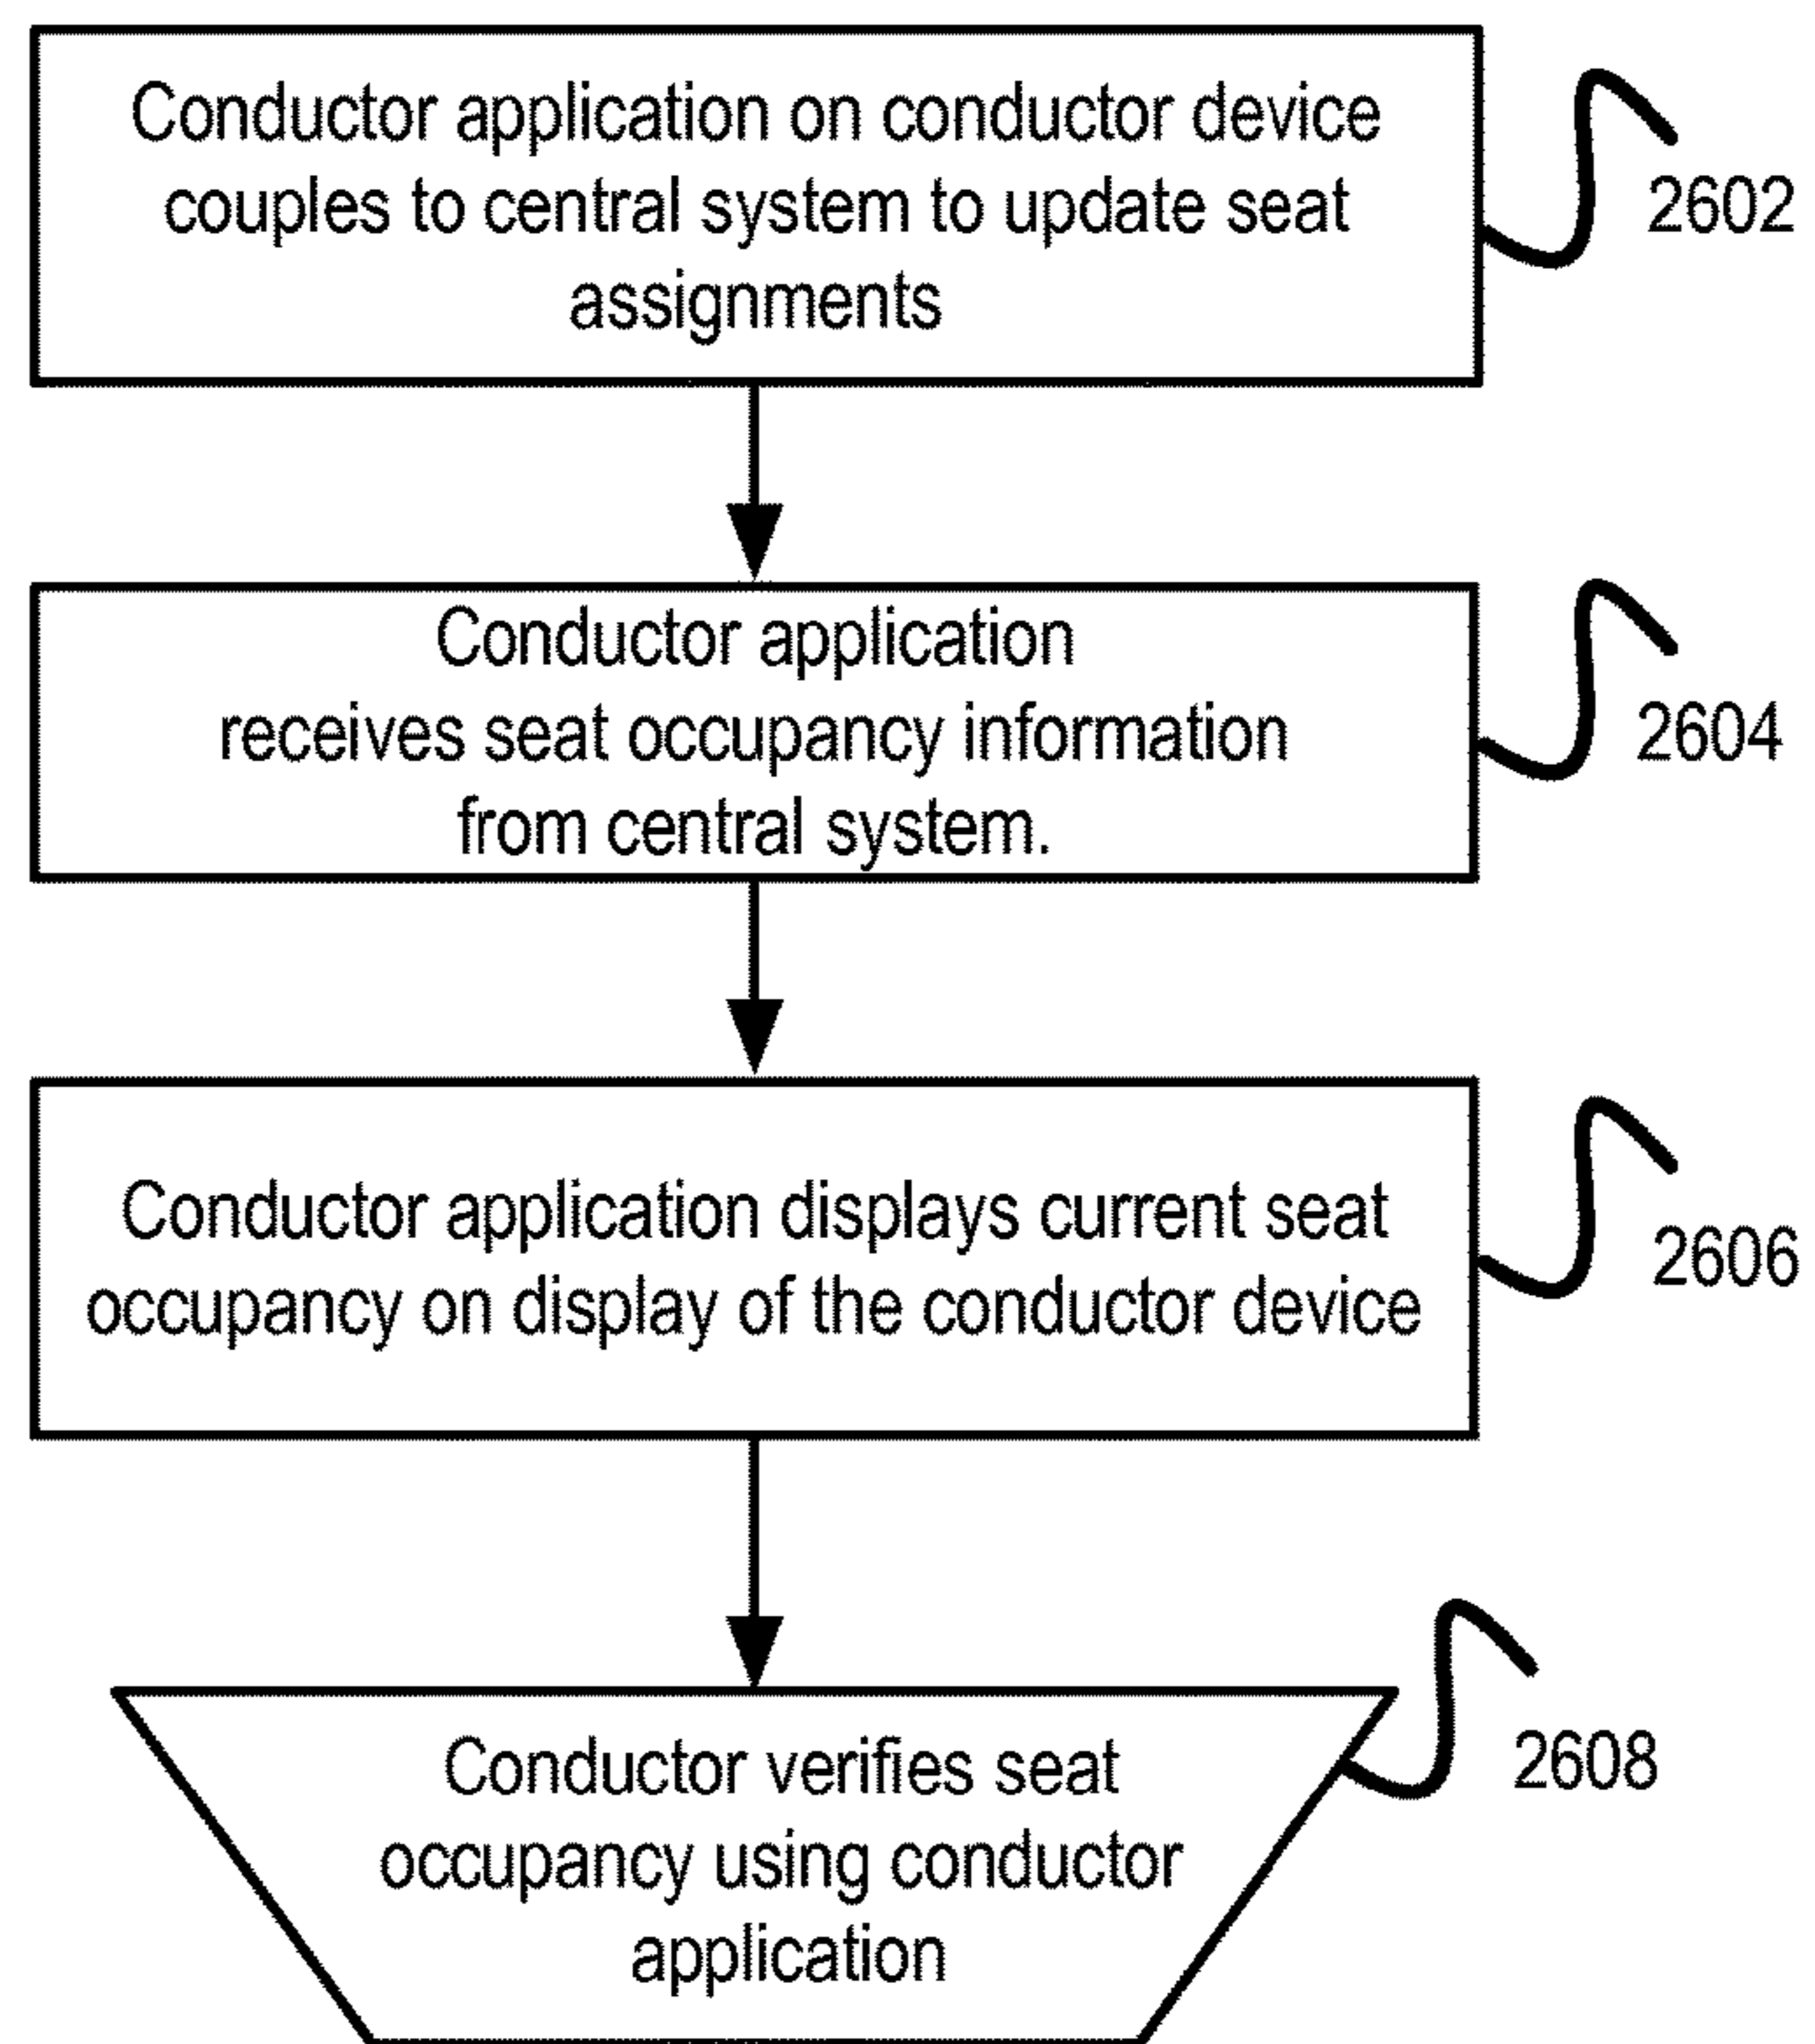 Conductor application on conductor device
couples to central system to update seat
assignments
2602
Conductor application
receives seat occupancy information
from central system.
2604
Conductor application displays current seat
occupancy on display of the conductor device
2606
Conductor verifies seat
occupancy using conductor
application
2608